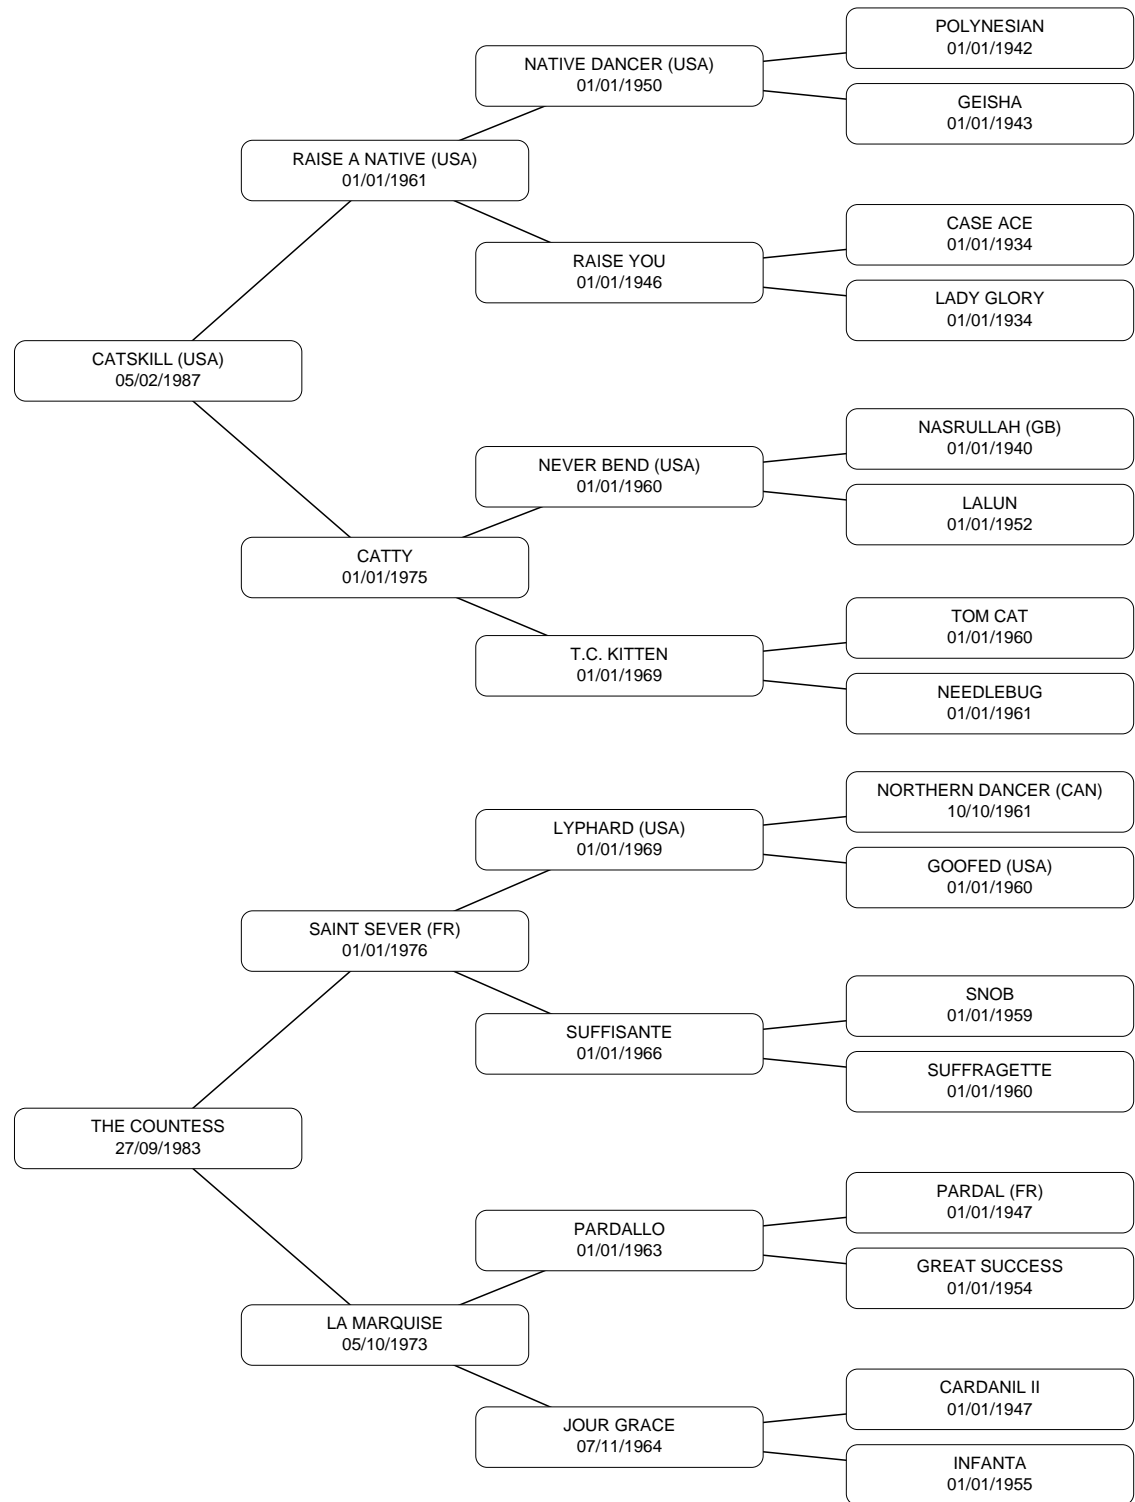 POLYNESIAN
01/01/1942
NATIVE DANCER (USA)
01/01/1950
GEISHA
01/01/1943
RAISE A NATIVE (USA)
01/01/1961
CASE ACE
01/01/1934
RAISE YOU
01/01/1946
LADY GLORY
01/01/1934
CATSKILL (USA)
05/02/1987
NASRULLAH (GB)
01/01/1940
NEVER BEND (USA)
01/01/1960
LALUN
01/01/1952
CATTY
01/01/1975
TOM CAT
01/01/1960
T.C. KITTEN
01/01/1969
NEEDLEBUG
01/01/1961
NORTHERN DANCER (CAN)
10/10/1961
LYPHARD (USA)
01/01/1969
GOOFED (USA)
01/01/1960
SAINT SEVER (FR)
01/01/1976
SNOB
01/01/1959
SUFFISANTE
01/01/1966
SUFFRAGETTE
01/01/1960
THE COUNTESS
27/09/1983
PARDAL (FR)
01/01/1947
PARDALLO
01/01/1963
GREAT SUCCESS
01/01/1954
LA MARQUISE
05/10/1973
CARDANIL II
01/01/1947
JOUR GRACE
07/11/1964
INFANTA
01/01/1955